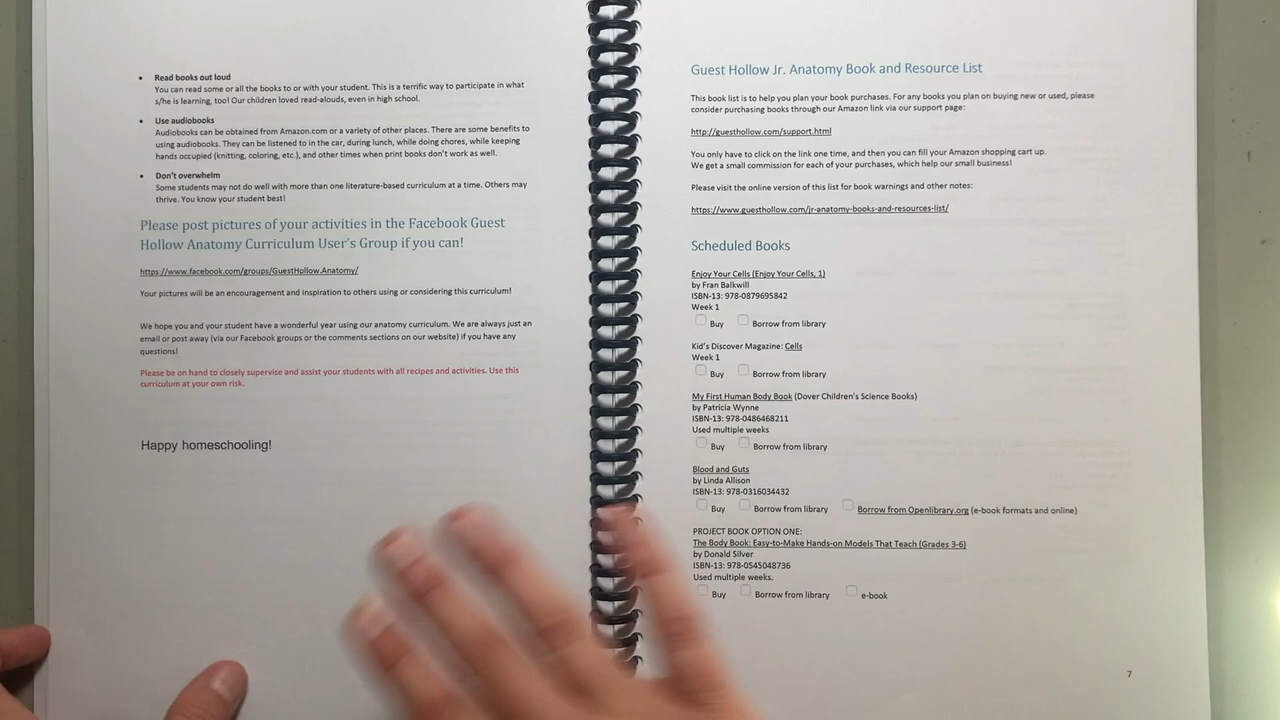 • Read books out loud
You can read some or all the books to or with your student. This is a terrific way to participate in what
s/he is learning, too! Our children loved read-alouds, even in high school.
• Use audiobooks
Audiobooks can be obtained from Amazon.com or a variety of other places. There are some benefits to
using audiobooks. They can be listened to in the car, during lunch, while doing chores, while keeping
hands occupied (knitting, coloring, etc.), and other times when print books don't work as well.
• Don't overwhelm
Some students may not do well with more than one literature-based curriculum at a time. Others may
thrive. You know your student best!
Please post pictures of your activities in the Facebook Guest
Hollow Anatomy Curriculum User's Group if you can!
https://www.facebook.com/groups/GuestHollow.Anatomy/
Your pictures will be an encouragement and inspiration to others using or considering this curriculum!
We hope you and your student have a wonderful year using our anatomy curriculum. We are always just an
email or post away (via our Facebook groups or the comments sections on our website) if you have any
questions!
Please be on hand to closely supervise and assist your students with all recipes and activities. Use this
curriculum at your own risk.
Happy homeschooling!
Guest Hollow Jr. Anatomy Book and Resource List
This book list is to help you plan your book purchases. For any books you plan on buying new or used, please
consider purchasing books through our Amazon link via our support page:
http://guesthollow.com/support.html
You only have to click on the link one time, and then you can fill your Amazon shopping cart up.
We get a small commission for each of your purchases, which help our small business!
Please visit the online version of this list for book warnings and other notes:
https://www.guesthollow.com/jr-anatomy-books-and-resources-list/
Scheduled Books
Enjoy Your Cells (Enjoy Your Cells, 1)
by Fran Balkwill
ISBN-13: 978-0879695842
Week 1
Buy Borrow from library
Kid's Discover Magazine: Cells
Week 1
Buy Borrow from library
My First Human Body Book (Dover Children's Science Books)
by Patricia Wynne
ISBN-13: 978-0486468211
Used multiple weeks
Buy Borrow from library
Blood and Guts
by Linda Allison
ISBN-13: 978-0316034432
Buy Borrow from library Borrow from Openlibrary.org (e-book formats and online)
PROJECT BOOK OPTION ONE:
The Body Book: Easy-to-Make Hands-on Models That Teach (Grades 3-6)
by Donald Silver
ISBN-13: 978-0545048736
Used multiple weeks.
Buy Borrow from library e-book
7